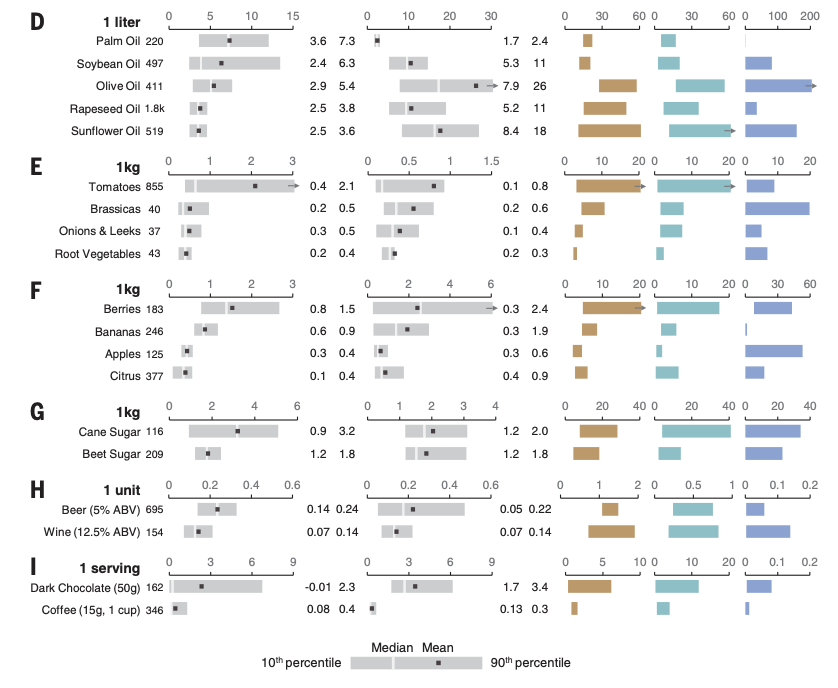 D 1 liter 0 5 10 15 0 10 20 30 0 30 60 0 30 60 0 100 200
Palm Oil 220 3.6 7.3 1.7 2.4
Soybean Oil 497 2.4 6.3 5.3 11
Olive Oil 411 2.9 5.4 7.9 26
Rapeseed Oil 1.8k 2.5 3.8 5.2 11
Sunflower Oil 519 2.5 3.6 8.4 18
E 1kg 0 1 2 3 0 0.5 1.0 1.5 0 10 20 0 10 20 0 10 20
Tomatoes 855 0.4 2.1 0.1 0.8
Brassicas 40 0.2 0.5 0.2 0.6
Onions & Leeks 37 0.3 0.5 0.1 0.4
Root Vegetables 43 0.2 0.4 0.2 0.3
F 1kg 0 1 2 3 0 2 4 6 0 10 20 0 10 20 0 30 60
Berries 183 0.8 1.5 0.3 2.4
Bananas 246 0.6 0.9 0.3 1.9
Apples 125 0.3 0.4 0.3 0.6
Citrus 377 0.1 0.4 0.4 0.9
G 1kg 0 2 4 6 0 1 2 3 4 0 20 40 0 20 40 0 20 40
Cane Sugar 116 0.9 3.2 1.2 2.0
Beet Sugar 209 1.2 1.8 1.2 1.8
H 1 unit 0 0.2 0.4 0.6 0 0.2 0.4 0.6 0 1 2 0 0.5 1 0 0.1 0.2
Beer (5% ABV) 695 0.14 0.24 0.05 0.22
Wine (12.5% ABV) 154 0.07 0.14 0.07 0.14
I 1 serving 0 3 6 9 0 3 6 9 0 5 10 0 10 20 0 0.1 0.2
Dark Chocolate (50g) 162 -0.01 2.3 1.7 3.4
Coffee (15g, 1 cup) 346 0.08 0.4 0.13 0.3
Median Mean
10th percentile 90th percentile